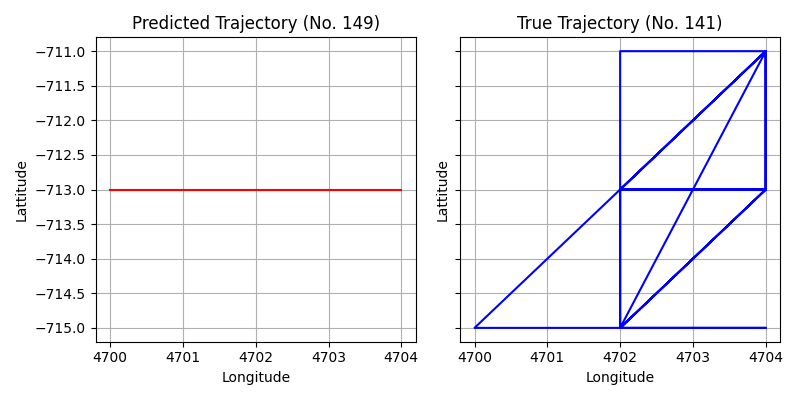 Predicted Trajectory (No. 149)
True Trajectory (No. 141)
−711.0
−711.5
−712.0
−712.5
−713.0
−713.5
−714.0
−714.5
−715.0
Lattitude
Lattitude
4700 4701 4702 4703 4704
4700 4701 4702 4703 4704
Longitude
Longitude